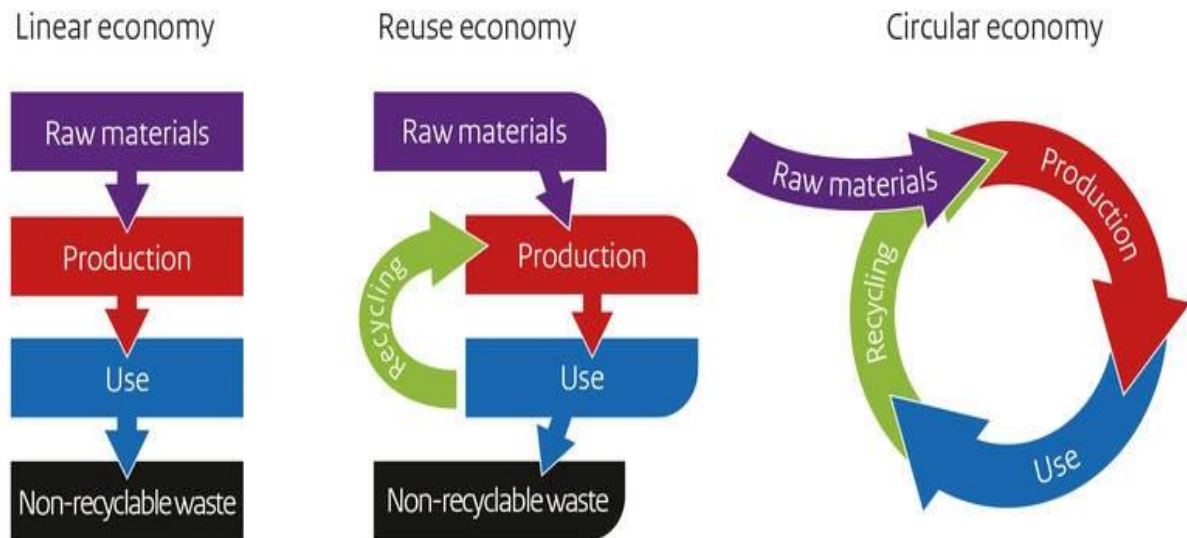 Linear economy
Raw materials
Production
Use
Non-recyclable waste
Reuse economy
Raw materials
Production
Recycling
Use
Non-recyclable waste
Circular economy
Raw materials
Production
Use
Recycling